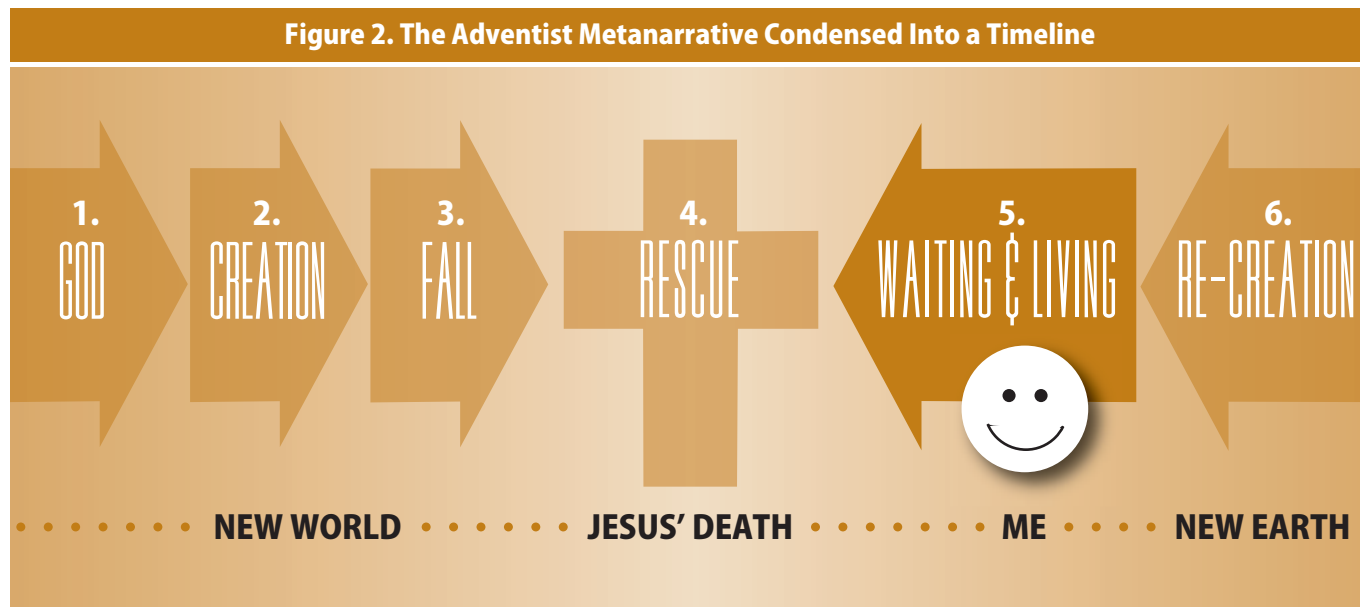 Figure 2. The Adventist Metanarrative Condensed Into a Timeline
1.
GOD
2.
CREATION
3.
FALL
4.
RESCUE
5.
WAITING & LIVING
6.
RE-CREATION
NEW WORLD
JESUS’ DEATH
ME
NEW EARTH